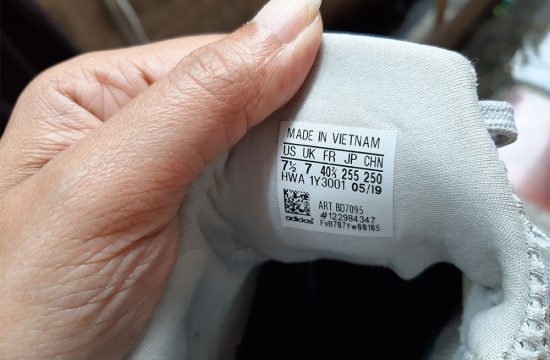 MADE IN VIETNAM
US UK FR JP CHN
7½ 7 40⅔ 255 250
HWA 1Y3001 05/19
ART BD7095
#122984347
adidas FVB707Yw00105